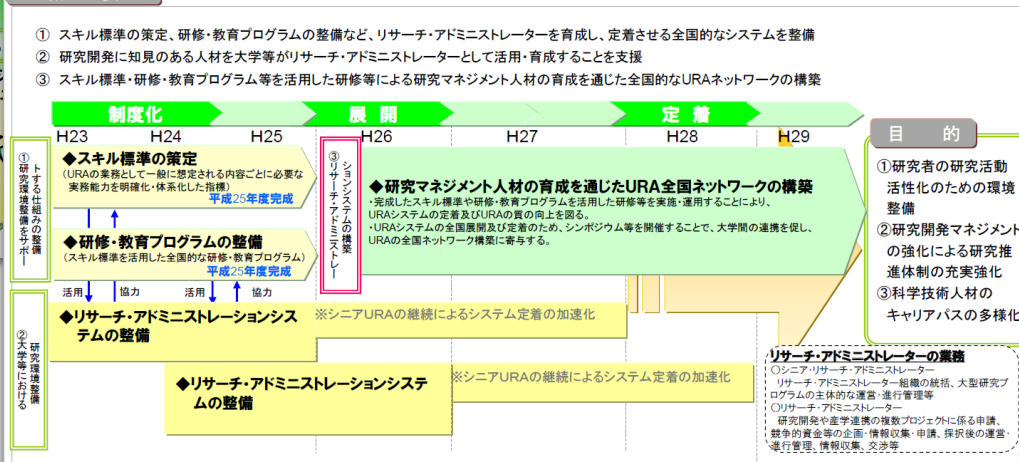 ① スキル標準の策定、研修・教育プログラムの整備など、リサーチ・アドミニストレーターを育成し、定着させる全国的なシステムを整備
② 研究開発に知見のある人材を大学等がリサーチ・アドミニストレーターとして活用・育成することを支援
③ スキル標準・研修・教育プログラム等を活用した研修等による研究マネジメント人材の育成を通じた全国的なURAネットワークの構築
制度化
展 開
定 着
H23
H24
H25
H26
H27
H28
H29
①研究環境整備をサポー
トする仕組みの整備
◆スキル標準の策定
(URAの業務として一般に想定される内容ごとに必要な
実務能力を明確化・体系化した指標)
平成25年度完成
◆研修・教育プログラムの整備
(スキル標準を活用した全国的な研修・教育プログラム)
平成25年度完成
③リサーチ・アドミニストレー
ションシステムの構築
◆研究マネジメント人材の育成を通じたURA全国ネットワークの構築
・完成したスキル標準や研修・教育プログラムを活用した研修等を実施・運用することにより、
URAシステムの定着及びURAの質の向上を図る。
・URAシステムの全国展開及び定着のため、シンポジウム等を開催することで、大学間の連携を促し、
URAの全国ネットワーク構築に寄与する。
活用
協力
活用
協力
②大学等における
研究環境整備
◆リサーチ・アドミニストレーションシス
テムの整備
※シニアURAの継続によるシステム定着の加速化
◆リサーチ・アドミニストレーションシステ
ムの整備
※シニアURAの継続によるシステム定着の加速化
目 的
①研究者の研究活動
活性化のための環境
整備
②研究開発マネジメント
の強化による研究推
進体制の充実強化
③科学技術人材の
キャリアパスの多様化
リサーチ・アドミニストレーターの業務
○シニア・リサーチ・アドミニストレーター
リサーチ・アドミニストレーター組織の統括、大型研究プ
ログラムの主体的な運営・進行管理等
○リサーチ・アドミニストレーター
研究開発や産学連携の複数プロジェクトに係る申請、
競争的資金等の企画・情報収集・申請、採択後の運営・
進行管理、情報収集、交渉等